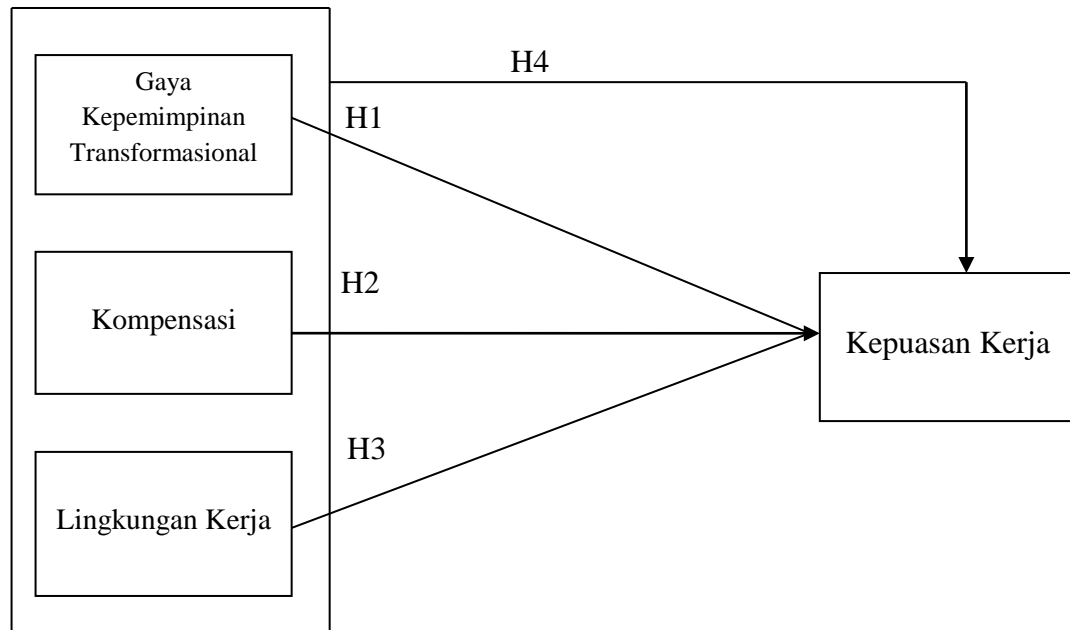 Gaya
Kepemimpinan
Transformasional
H4
H1
Kompensasi
H2
Kepuasan Kerja
Lingkungan Kerja
H3